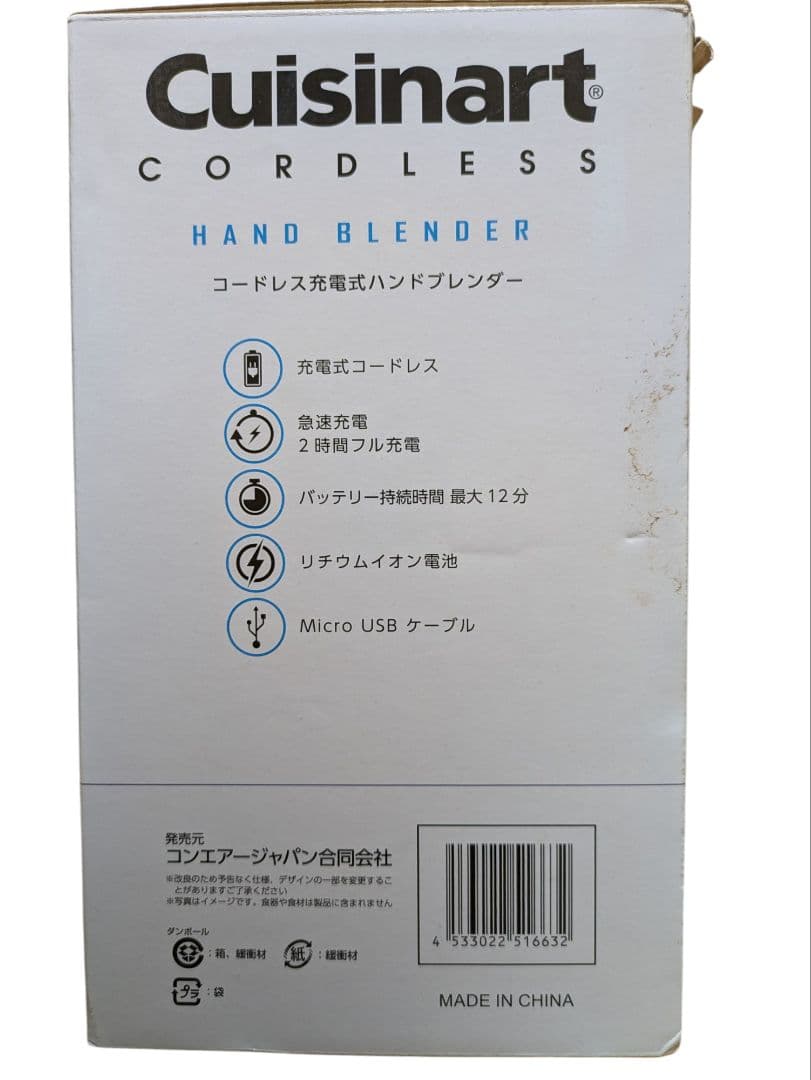 Cuisinart®
CORDLESS
HAND BLENDER
コードレス充電式ハンドブレンダー
充電式コードレス
急速充電
2時間フル充電
バッテリー持続時間 最大12分
リチウムイオン電池
Micro USB ケーブル
発売元
コンエアージャパン合同会社
※改良のため予告なく仕様、デザインの一部を変更するこ
とがありますご了承ください
※写真はイメージです。食器や食材は製品に含まれません
ダンボール
：箱、緩衝材 紙：緩衝材
プラ：袋
4 533022 516632
MADE IN CHINA